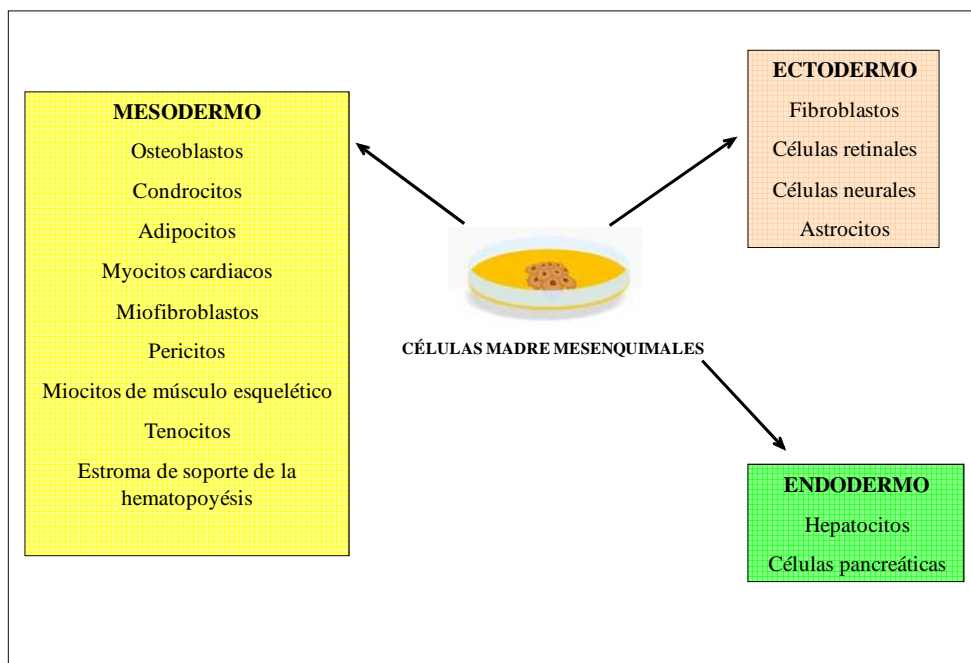 MESODERMO
Osteoblastos
Condrocitos
Adipocitos
Myocitos cardiacos
Miofibroblastos
Pericitos
Miocitos de músculo esquelético
Tenocitos
Estroma de soporte de la
hematopoyésis
CÉLULAS MADRE MESENQUIMALES
ECTODERMO
Fibroblastos
Células retinales
Células neurales
Astrocitos
ENDODERMO
Hepatocitos
Células pancreáticas